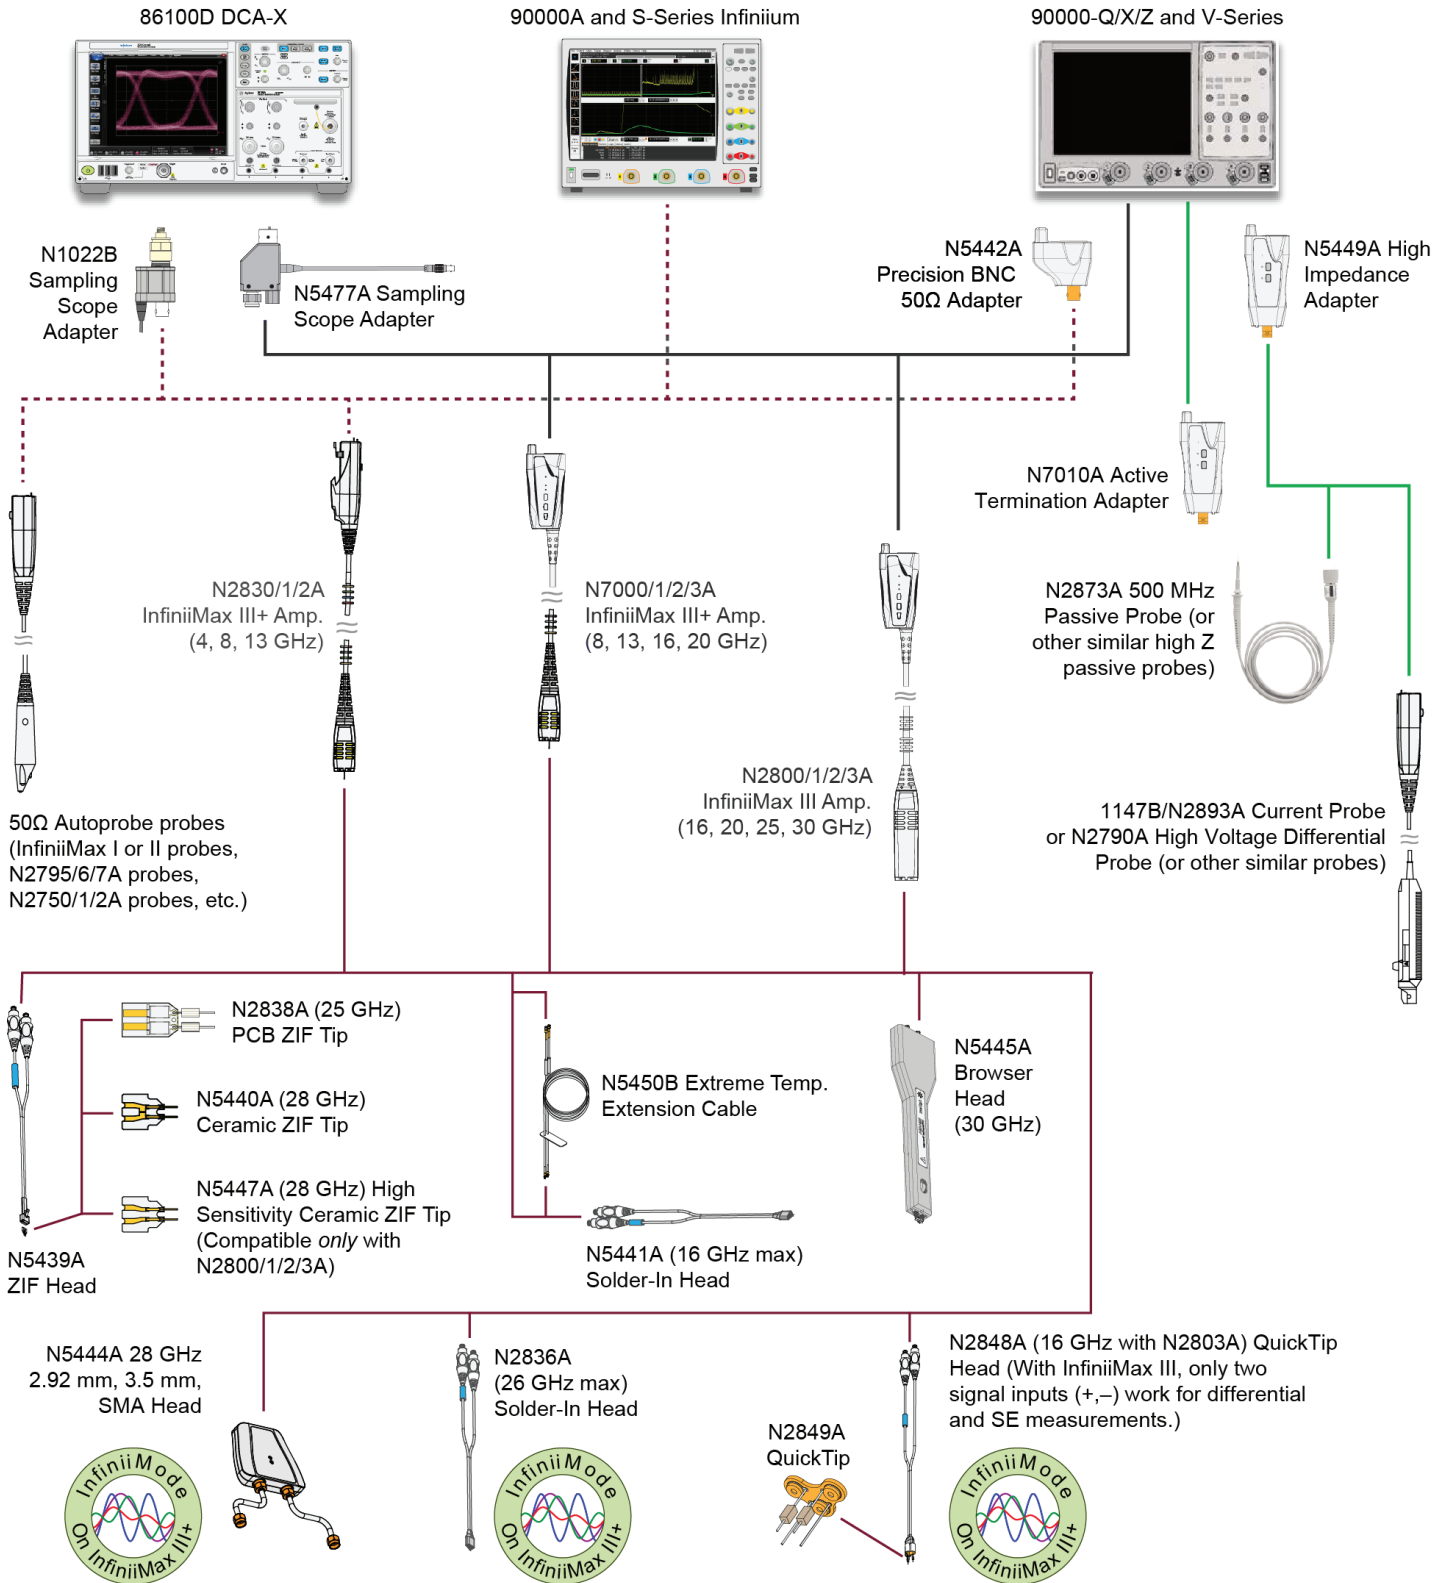 86100D DCA-X
90000A and S-Series Infiniium
90000-Q/X/Z and V-Series
N1022B
Sampling
Scope
Adapter
N5477A Sampling
Scope Adapter
N5442A
Precision BNC
50Ω Adapter
N5449A High
Impedance
Adapter
N7010A Active
Termination Adapter
N2830/1/2A
InfiniiMax III+ Amp.
(4, 8, 13 GHz)
N7000/1/2/3A
InfiniiMax III+ Amp.
(8, 13, 16, 20 GHz)
N2873A 500 MHz
Passive Probe (or
other similar high Z
passive probes)
N2800/1/2/3A
InfiniiMax III Amp.
(16, 20, 25, 30 GHz)
50Ω Autoprobe probes
(InfiniiMax I or II probes,
N2795/6/7A probes,
N2750/1/2A probes, etc.)
1147B/N2893A Current Probe
or N2790A High Voltage Differential
Probe (or other similar probes)
N2838A (25 GHz)
PCB ZIF Tip
N5440A (28 GHz)
Ceramic ZIF Tip
N5447A (28 GHz) High
Sensitivity Ceramic ZIF Tip
(Compatible only with
N2800/1/2/3A)
N5439A
ZIF Head
N5450B Extreme Temp.
Extension Cable
N5441A (16 GHz max)
Solder-In Head
N5445A
Browser
Head
(30 GHz)
N5444A 28 GHz
2.92 mm, 3.5 mm,
SMA Head
InfiniiMode
On InfiniiMax III+
N2836A
(26 GHz max)
Solder-In Head
InfiniiMode
On InfiniiMax III+
N2849A
QuickTip
N2848A (16 GHz with N2803A) QuickTip
Head (With InfiniiMax III, only two
signal inputs (+,–) work for differential
and SE measurements.)
InfiniiMode
On InfiniiMax III+